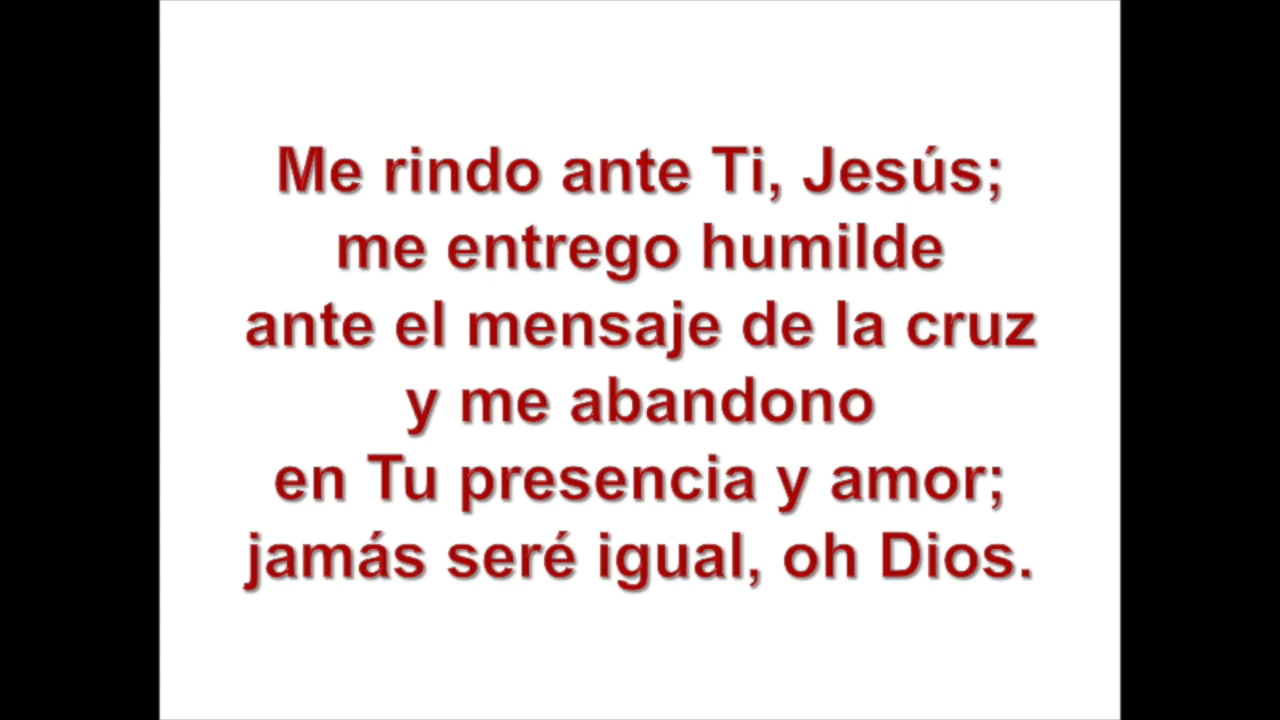 Me rindo ante Ti, Jesús;
me entrego humilde
ante el mensaje de la cruz
y me abandono
en Tu presencia y amor;
jamás seré igual, oh Dios.